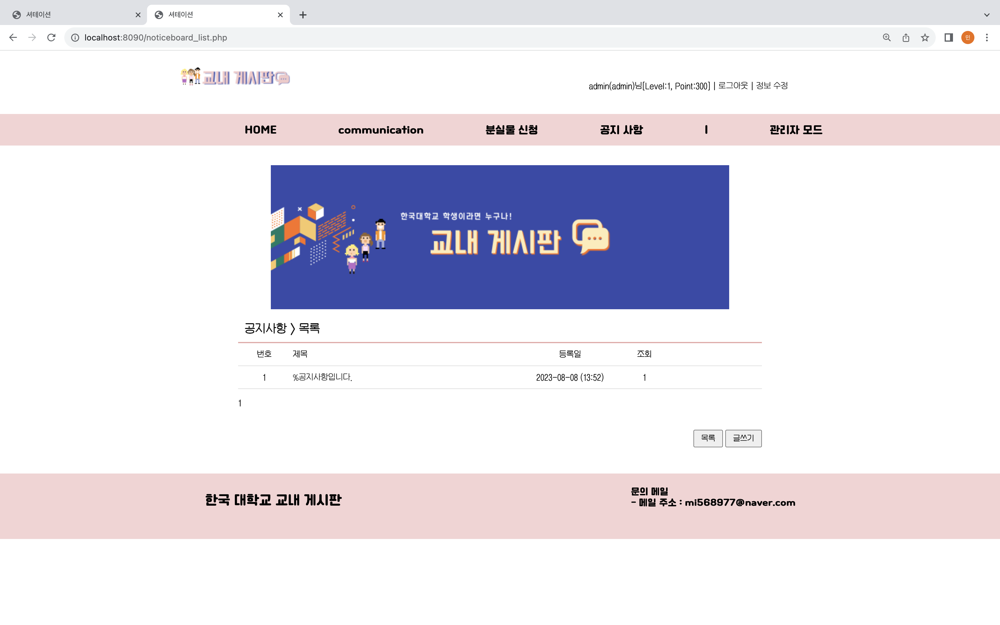 셔테이션
셔테이션
localhost:8090/noticeboard_list.php
민
교내 게시판
admin(admin)님[Level:1, Point:300] | 로그아웃 | 정보 수정
HOME communication 분실물 신청 공지 사항 | 관리자 모드
한국대학교 학생이라면 누구나!
교내 게시판
공지사항 > 목록
번호 제목 등록일 조회
1 %공지사항입니다. 2023-08-08 (13:52) 1
1
목록 글쓰기
한국 대학교 교내 게시판
문의 메일
- 메일 주소 : mi568977@naver.com